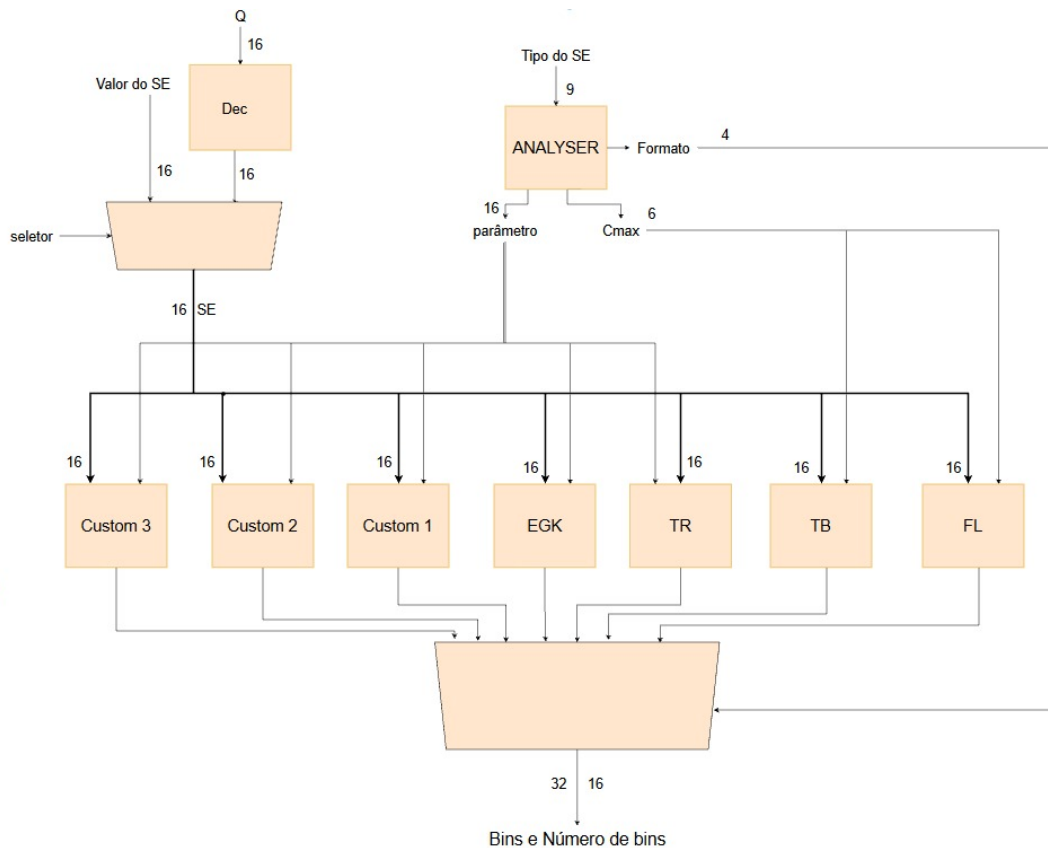 Q
16
Valor do SE
Dec
16
16
seletor
16 SE
Tipo do SE
9
ANALYSER
Formato
4
16
parâmetro
Cmax
6
16
16
16
16
16
16
16
Custom 3
Custom 2
Custom 1
EGK
TR
TB
FL
32
16
Bins e Número de bins